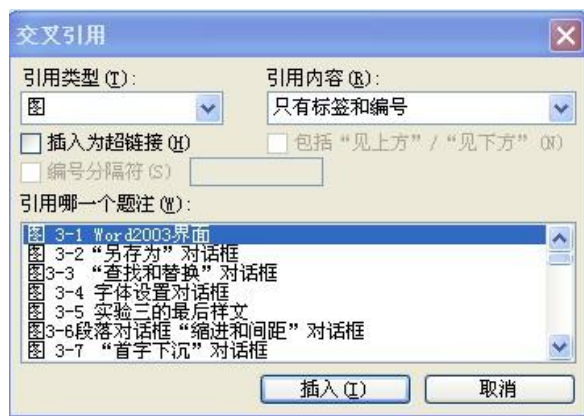 交叉引用
引用类型(T): 引用内容(R):
图 只有标签和编号
插入为超链接(H) 包括“见上方”/“见下方”(N)
编号分隔符(S)
引用哪一个题注(W):
图 3-1 Word2003界面
图 3-2 “另存为”对话框
图3-3 “查找和替换”对话框
图 3-4 字体设置对话框
图 3-5 实验三的最后样文
图3-6段落对话框“缩进和间距”对话框
图 3-7 “首字下沉”对话框
插入(I) 取消